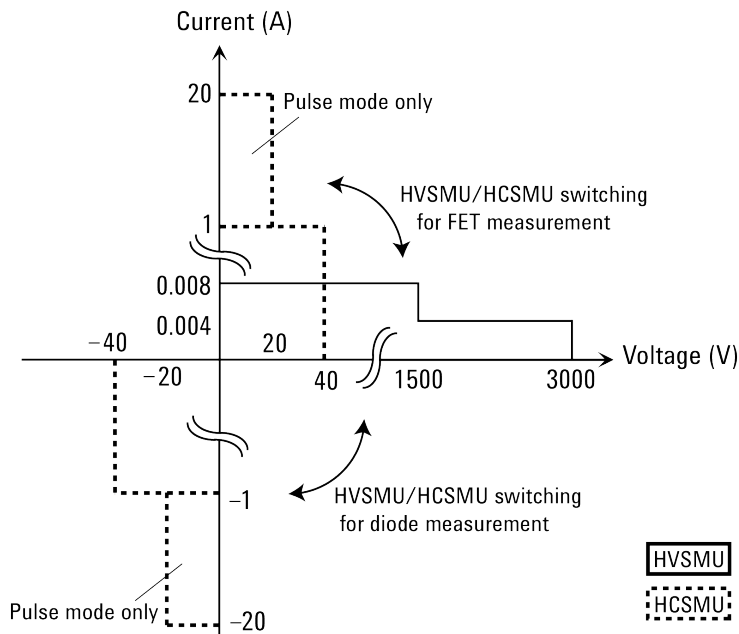 Current (A)
20
Pulse mode only
HVSMU/HCSMU switching
for FET measurement
1
0.008
0.004
−40
20
Voltage (V)
−20
40
1500
3000
−1
HVSMU/HCSMU switching
for diode measurement
HVSMU
Pulse mode only
HCSMU
−20